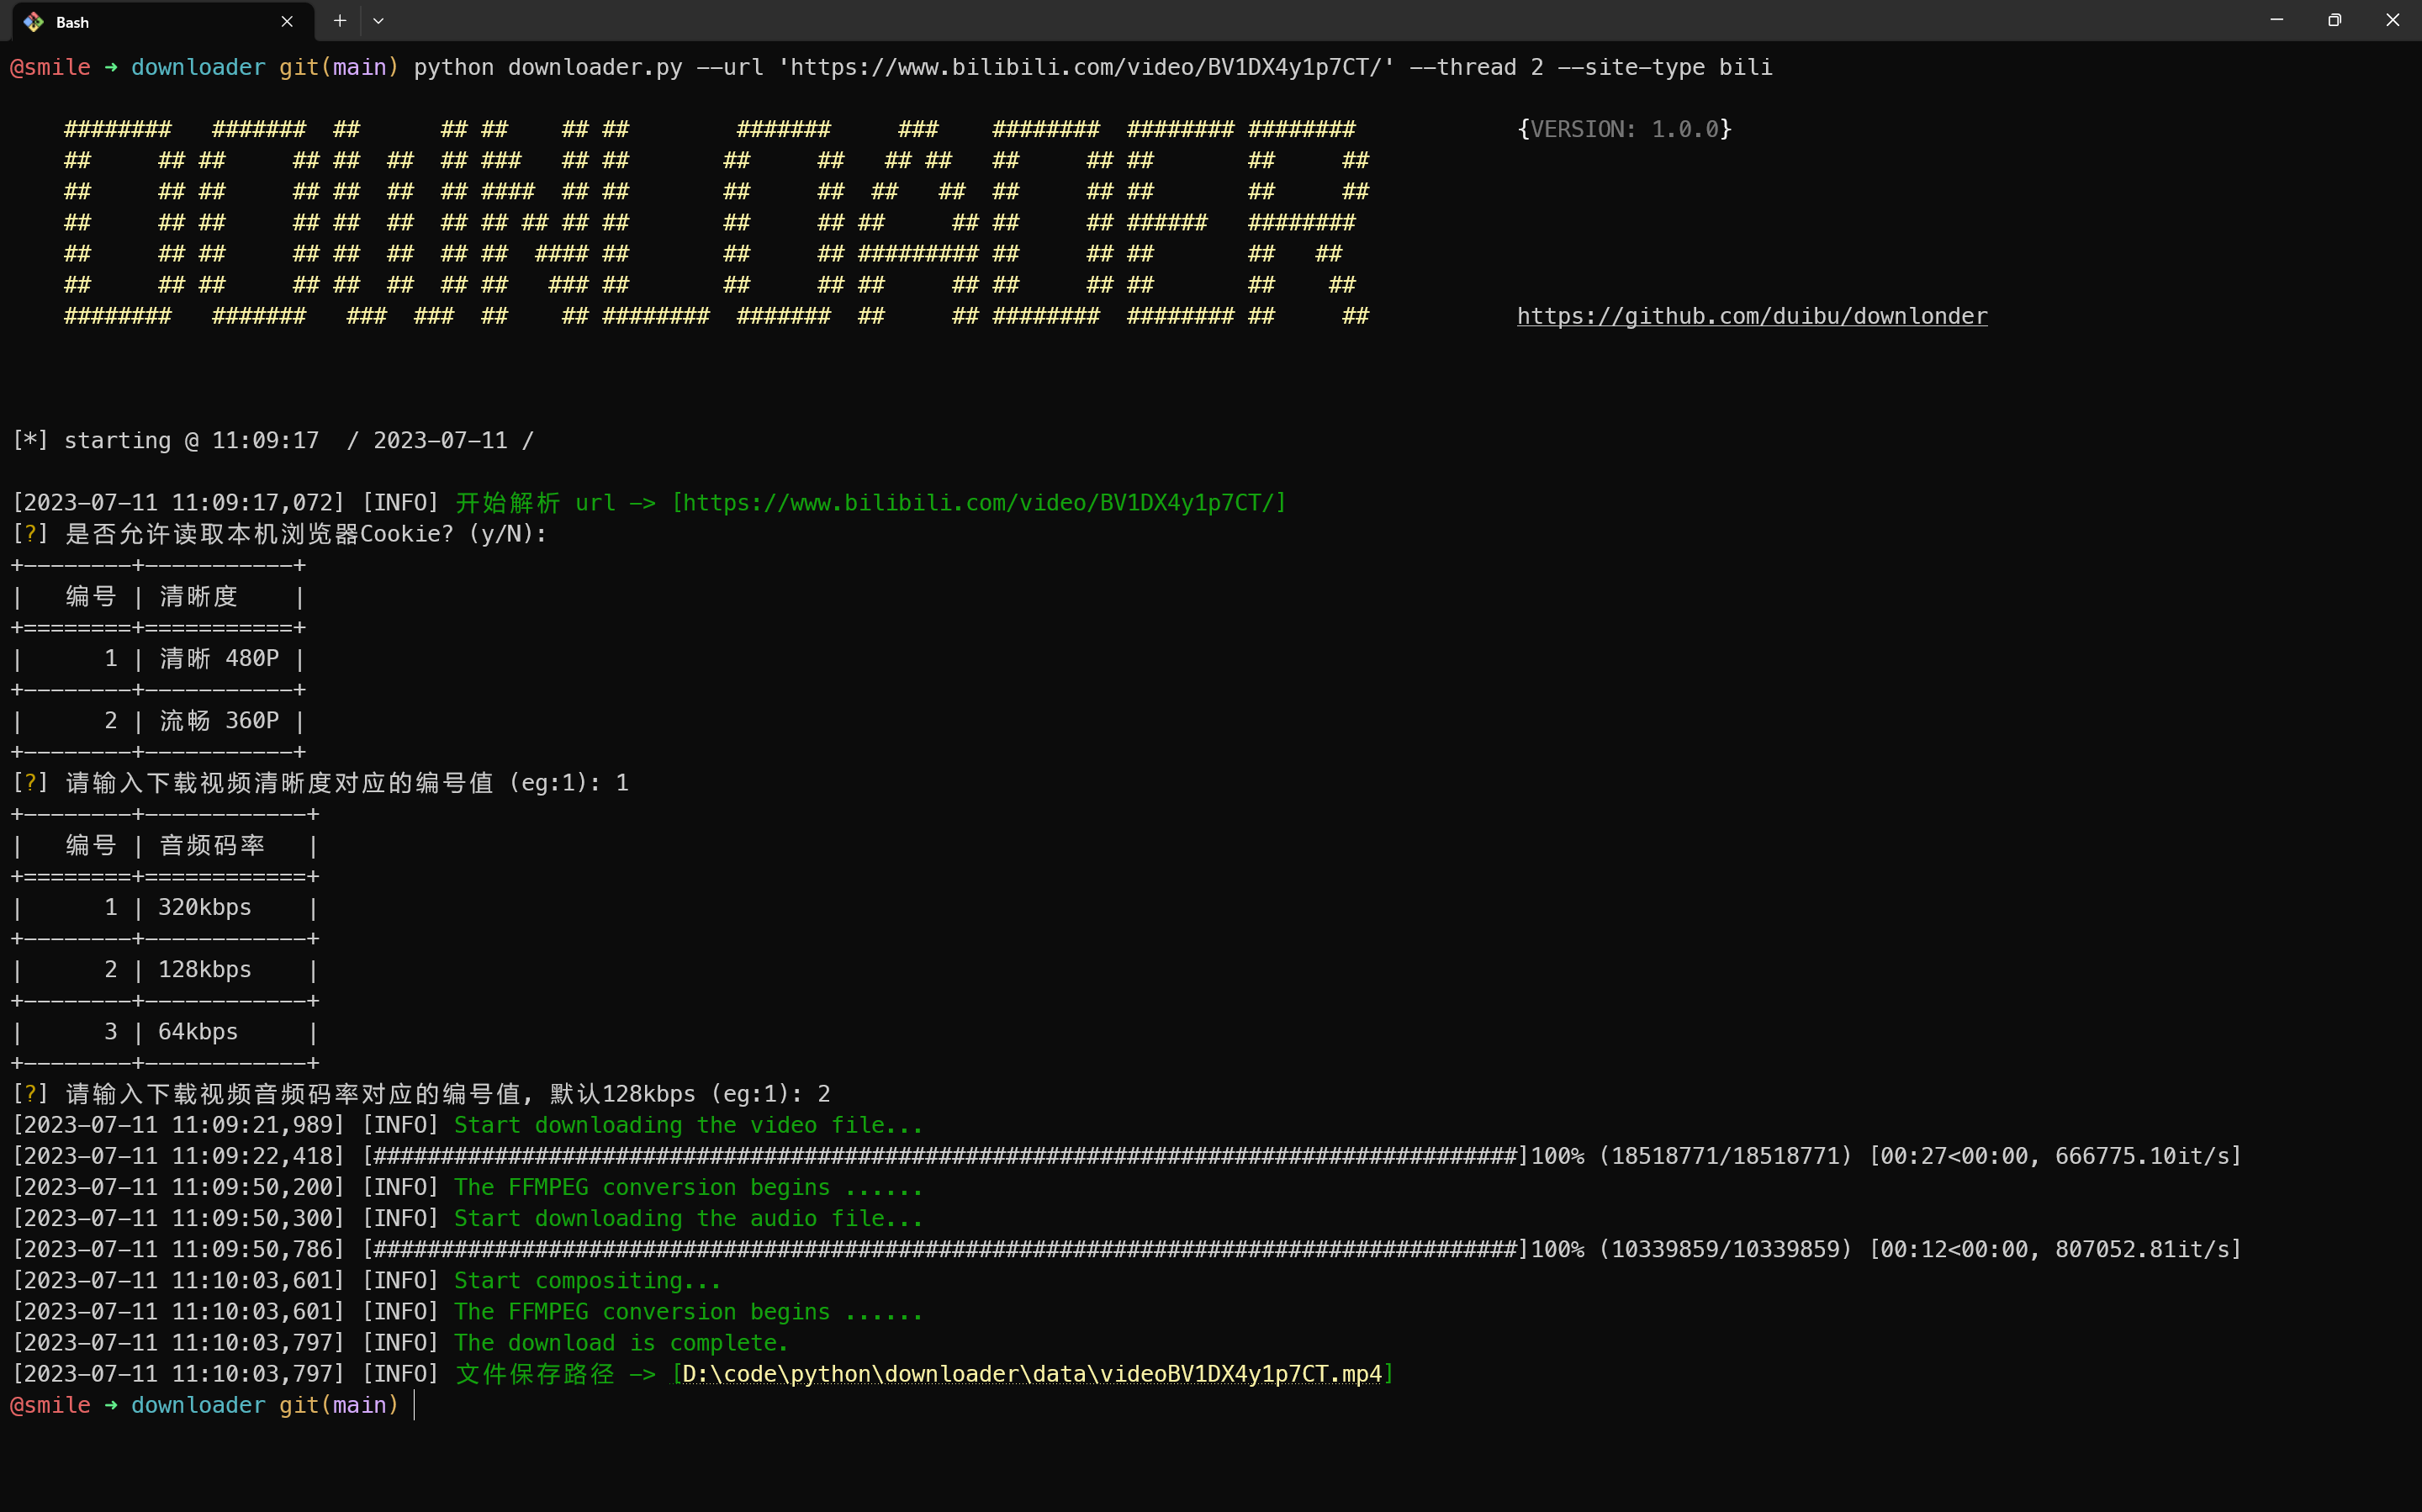 Bash
@smile ➜ downloader git(main) python downloader.py --url 'https://www.bilibili.com/video/BV1DX4y1p7CT/' --thread 2 --site-type bili
DOWNLOADER {VERSION: 1.0.0}
https://github.com/duibu/downlonder
[*] starting @ 11:09:17  / 2023-07-11 /
[2023-07-11 11:09:17,072] [INFO] 开始解析 url -> [https://www.bilibili.com/video/BV1DX4y1p7CT/]
[?] 是否允许读取本机浏览器Cookie? (y/N):
+--------+-----------+
|   编号 | 清晰度    |
+========+===========+
|      1 | 清晰 480P |
+--------+-----------+
|      2 | 流畅 360P |
+--------+-----------+
[?] 请输入下载视频清晰度对应的编号值 (eg:1): 1
+--------+------------+
|   编号 | 音频码率   |
+========+============+
|      1 | 320kbps    |
+--------+------------+
|      2 | 128kbps    |
+--------+------------+
|      3 | 64kbps     |
+--------+------------+
[?] 请输入下载视频音频码率对应的编号值, 默认128kbps (eg:1): 2
[2023-07-11 11:09:21,989] [INFO] Start downloading the video file...
[2023-07-11 11:09:22,418] [#####################################################################################]100% (18518771/18518771) [00:27<00:00, 666775.10it/s]
[2023-07-11 11:09:50,200] [INFO] The FFMPEG conversion begins ......
[2023-07-11 11:09:50,300] [INFO] Start downloading the audio file...
[2023-07-11 11:09:50,786] [#####################################################################################]100% (10339859/10339859) [00:12<00:00, 807052.81it/s]
[2023-07-11 11:10:03,601] [INFO] Start compositing...
[2023-07-11 11:10:03,601] [INFO] The FFMPEG conversion begins ......
[2023-07-11 11:10:03,797] [INFO] The download is complete.
[2023-07-11 11:10:03,797] [INFO] 文件保存路径 -> [D:\code\python\downloader\data\videoBV1DX4y1p7CT.mp4]
@smile ➜ downloader git(main)